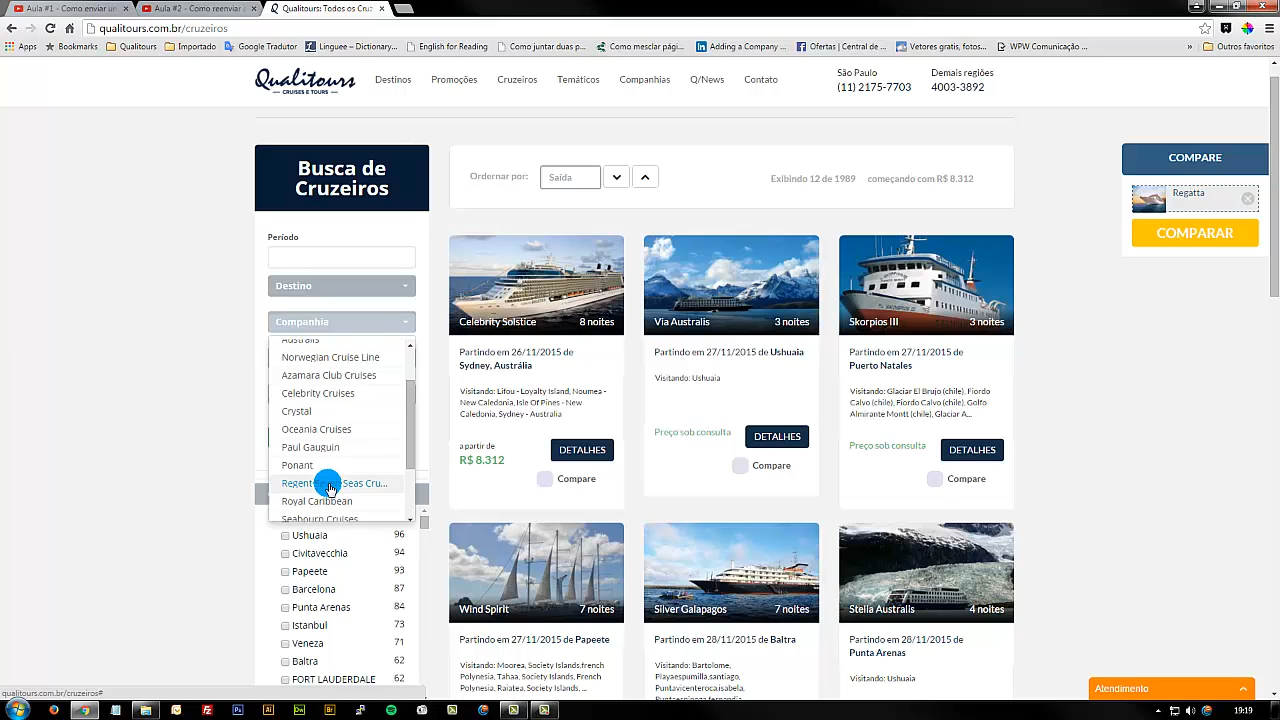 Aula #1 - Como enviar un
Aula #2 - Como reenviar a
Qualitours: Todos os Cruz
qualitours.com.br/cruzeiros
Apps
Bookmarks
Qualitours
Importado
Google Tradutor
Linguee – Dictionary...
English for Reading
Como juntar duas p...
Como mesclar pági...
Adding a Company ...
Ofertas | Central de ...
Vetores gratis, fotos...
WPW Comunicação ...
»
Outros favoritos
Qualitours
CRUISES E TOURS
Destinos
Promoções
Cruzeiros
Temáticos
Companhias
Q/News
Contato
São Paulo
(11) 2175-7703
Demais regiões
4003-3892
Busca de
Cruzeiros
Período
Destino
Companhia
Australis
Norwegian Cruise Line
Azamara Club Cruises
Celebrity Cruises
Crystal
Oceania Cruises
Paul Gauguin
Ponant
Regent Seas Cru...
Royal Caribbean
Seabourn Cruises
Ushuaia 96
Civitavecchia 94
Papeete 93
Barcelona 87
Punta Arenas 84
Istanbul 73
Veneza 71
Baltra 62
FORT LAUDERDALE 62
Ordernar por:
Saída
Exibindo 12 de 1989
começando com R$ 8.312
Celebrity Solstice 8 noites
Partindo em 26/11/2015 de
Sydney, Austrália
Visitando: Lifou - Loyalty Island, Noumea -
New Caledonia, Isle Of Pines - New
Caledonia, Sydney - Australia
a partir de
R$ 8.312
DETALHES
Compare
Via Australis 3 noites
Partindo em 27/11/2015 de Ushuaia
Visitando: Ushuaia
Preço sob consulta
DETALHES
Compare
Skorpios III 3 noites
Partindo em 27/11/2015 de
Puerto Natales
Visitando: Glaciar El Brujo (chile), Fiordo
Calvo (chile), Fiordo Calvo (chile), Golfo
Almirante Montt (chile), Glaciar A...
Preço sob consulta
DETALHES
Compare
Wind Spirit 7 noites
Partindo em 27/11/2015 de Papeete
Visitando: Moorea, Society Islands,french
Polynesia, Tahaa, Society Islands, French
Polynesia, Raiatea, Society Islands, ...
Silver Galapagos 7 noites
Partindo em 28/11/2015 de Baltra
Visitando: Bartolome,
Playaespumilla,santiago,
Puntavicenteroca,isabela,
Stella Australis 4 noites
Partindo em 28/11/2015 de
Punta Arenas
Visitando: Ushuaia
COMPARE
Regatta
COMPARAR
Atendimento
qualitours.com.br/cruzeiros#
19:19